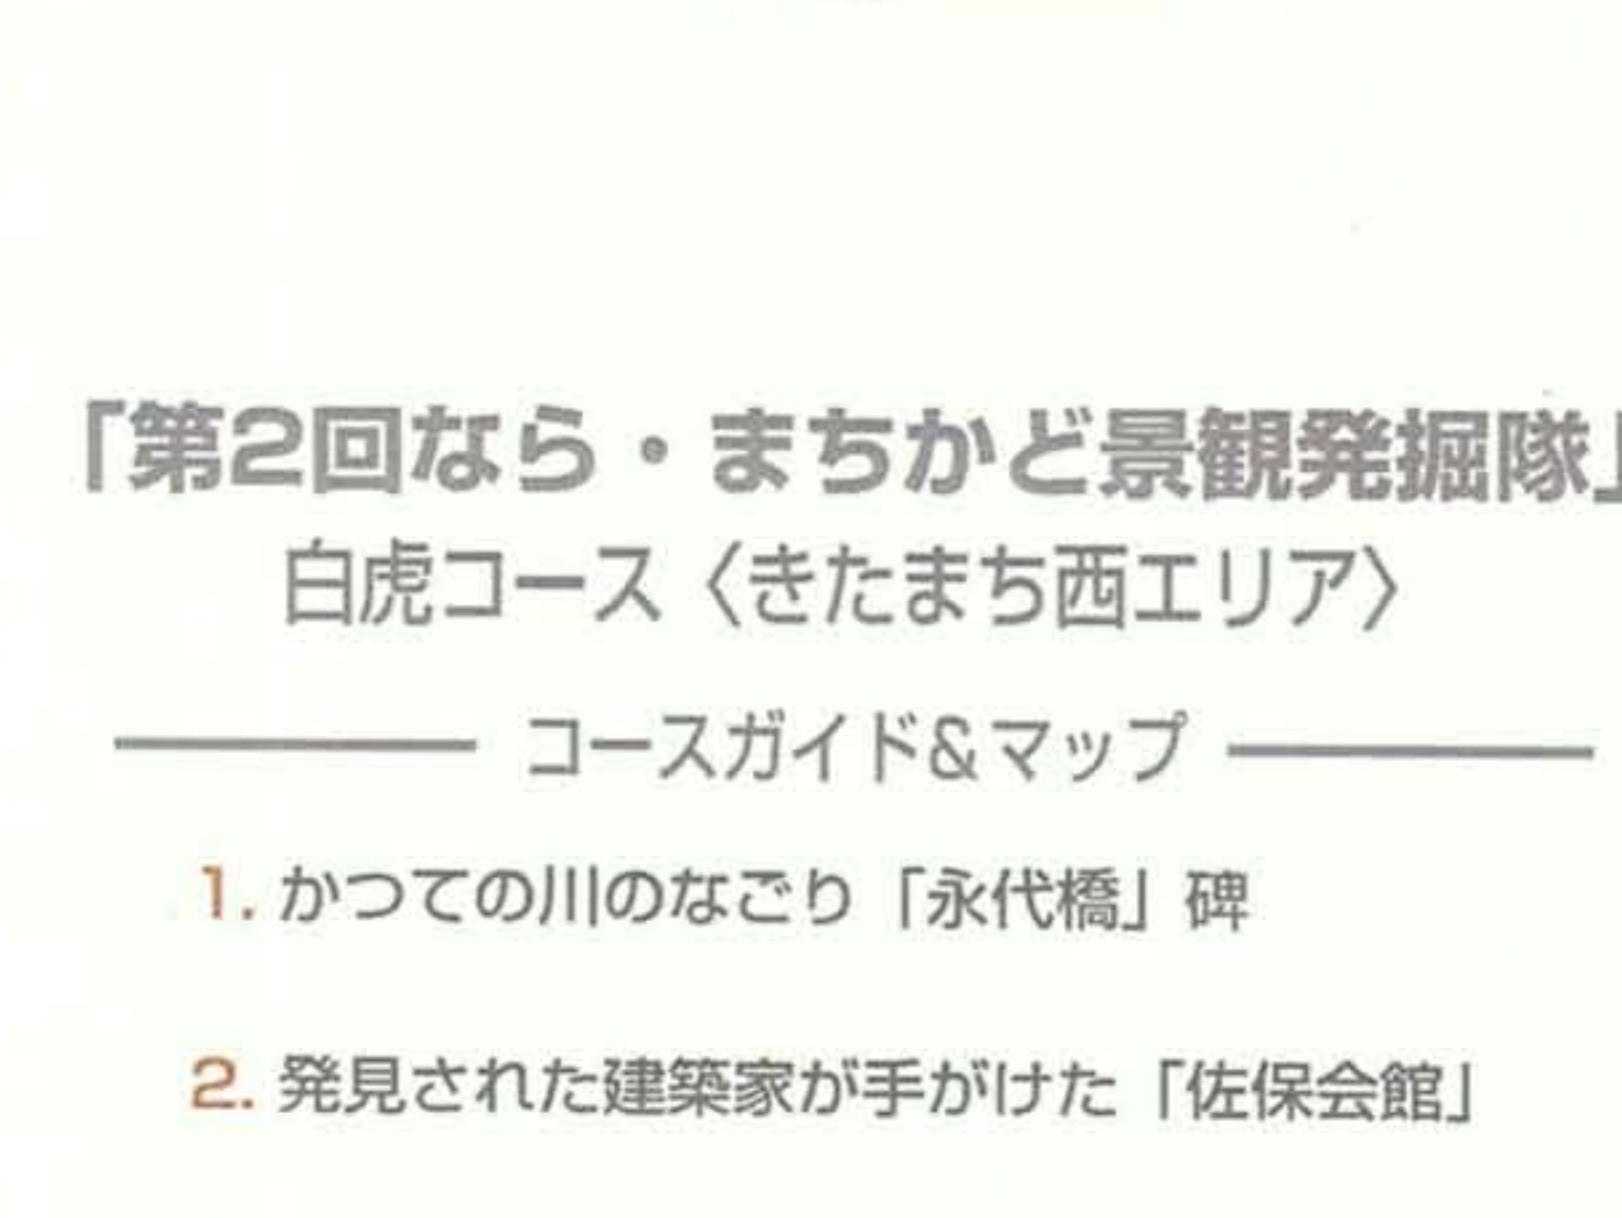 「第2回なら・まちかど景観発掘隊」
白虎コース〈きたまち西エリア〉
コースガイド&マップ
1. かつての川のなごり「永代橋」碑
2. 発見された建築家が手がけた「佐保会館」